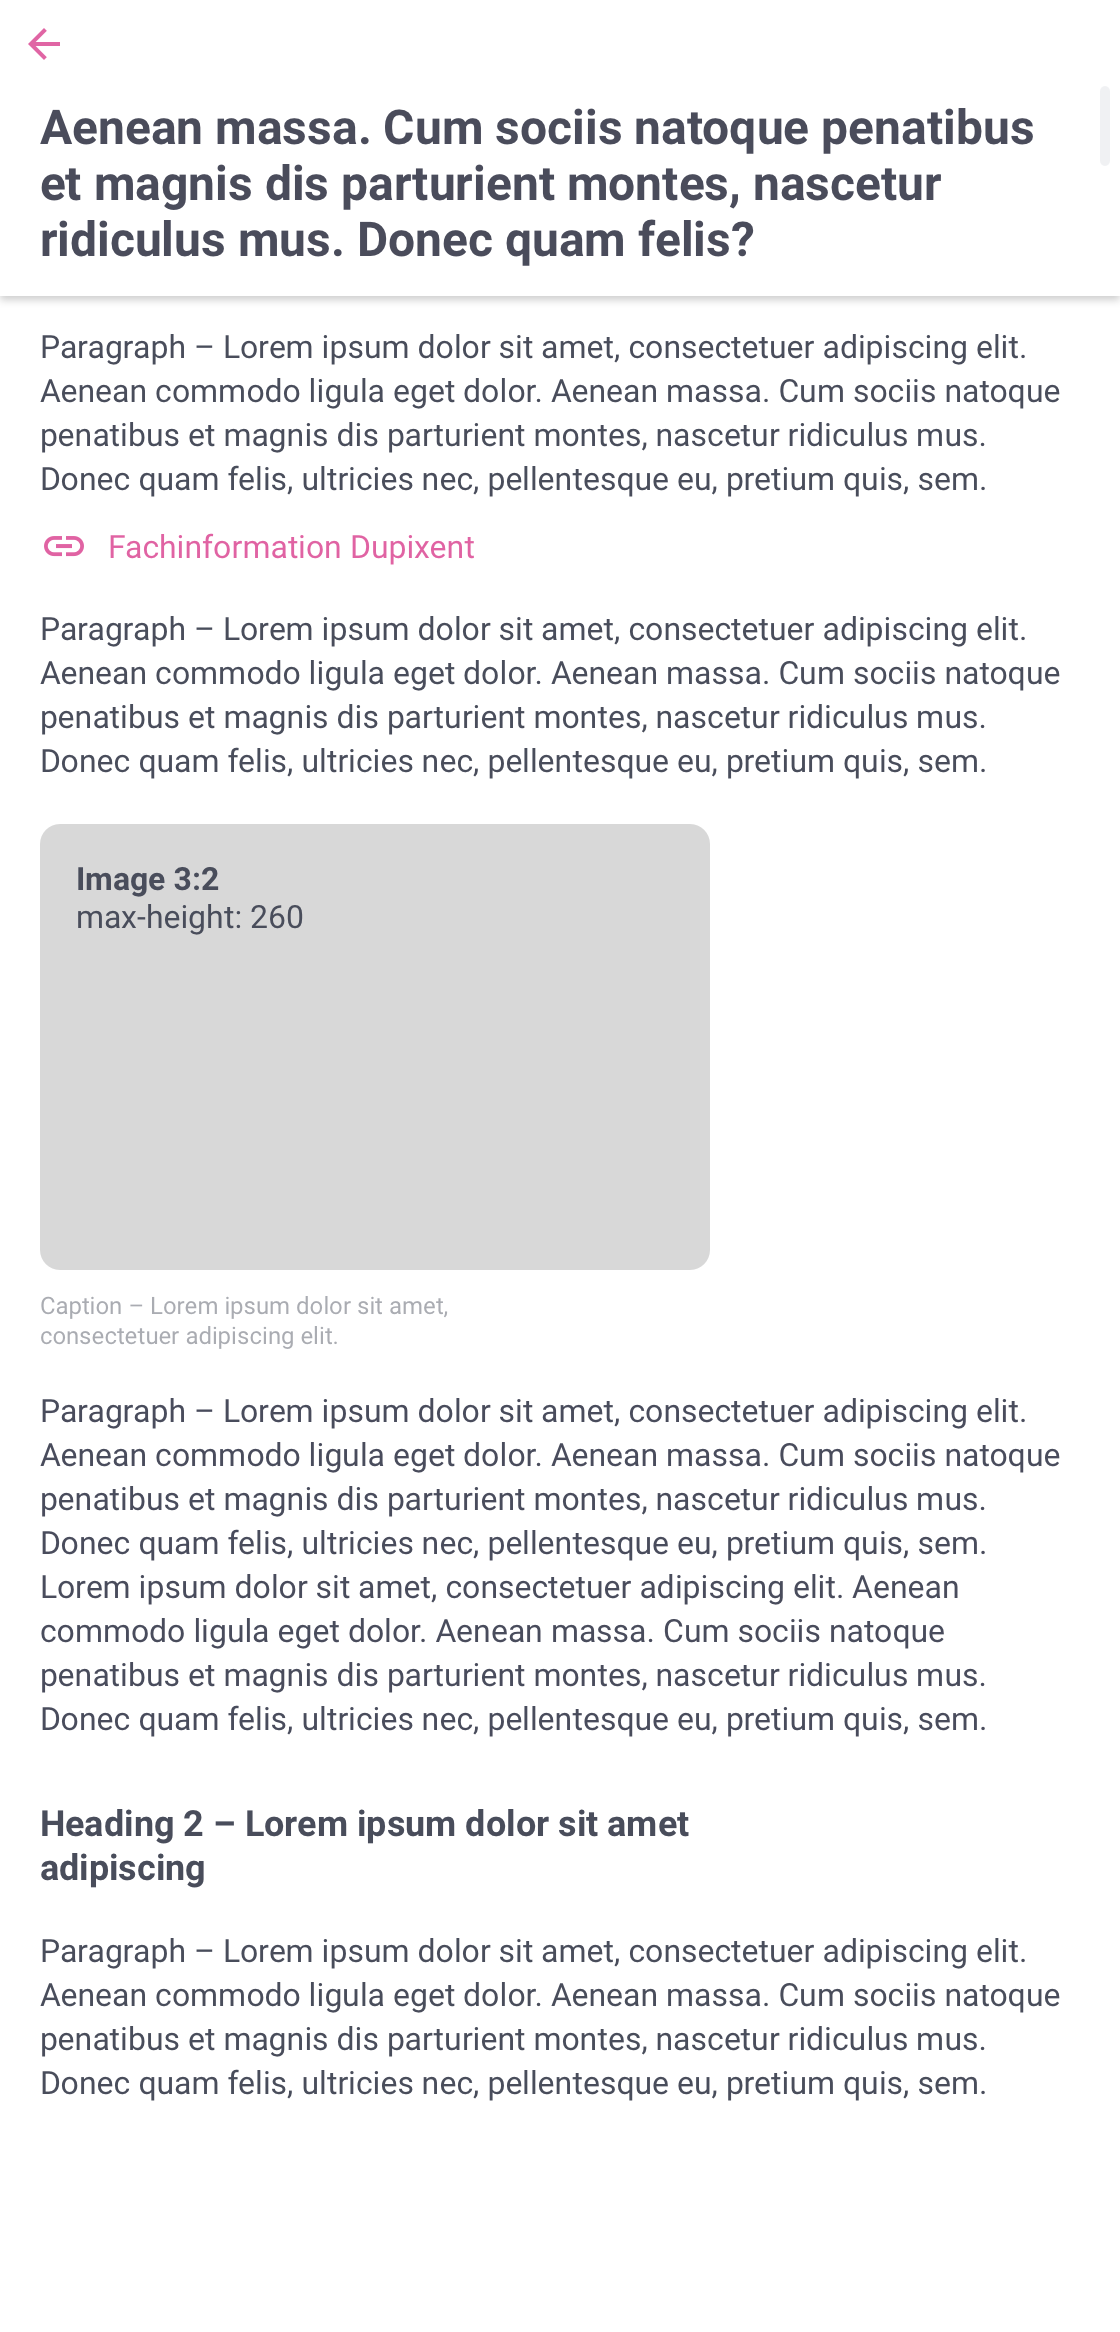 Aenean massa. Cum sociis natoque penatibus
et magnis dis parturient montes, nascetur
ridiculus mus. Donec quam felis?
Paragraph – Lorem ipsum dolor sit amet, consectetuer adipiscing elit.
Aenean commodo ligula eget dolor. Aenean massa. Cum sociis natoque
penatibus et magnis dis parturient montes, nascetur ridiculus mus.
Donec quam felis, ultricies nec, pellentesque eu, pretium quis, sem.
Fachinformation Dupixent
Paragraph – Lorem ipsum dolor sit amet, consectetuer adipiscing elit.
Aenean commodo ligula eget dolor. Aenean massa. Cum sociis natoque
penatibus et magnis dis parturient montes, nascetur ridiculus mus.
Donec quam felis, ultricies nec, pellentesque eu, pretium quis, sem.
Image 3:2
max-height: 260
Caption – Lorem ipsum dolor sit amet,
consectetuer adipiscing elit.
Paragraph – Lorem ipsum dolor sit amet, consectetuer adipiscing elit.
Aenean commodo ligula eget dolor. Aenean massa. Cum sociis natoque
penatibus et magnis dis parturient montes, nascetur ridiculus mus.
Donec quam felis, ultricies nec, pellentesque eu, pretium quis, sem.
Lorem ipsum dolor sit amet, consectetuer adipiscing elit. Aenean
commodo ligula eget dolor. Aenean massa. Cum sociis natoque
penatibus et magnis dis parturient montes, nascetur ridiculus mus.
Donec quam felis, ultricies nec, pellentesque eu, pretium quis, sem.
Heading 2 – Lorem ipsum dolor sit amet
adipiscing
Paragraph – Lorem ipsum dolor sit amet, consectetuer adipiscing elit.
Aenean commodo ligula eget dolor. Aenean massa. Cum sociis natoque
penatibus et magnis dis parturient montes, nascetur ridiculus mus.
Donec quam felis, ultricies nec, pellentesque eu, pretium quis, sem.